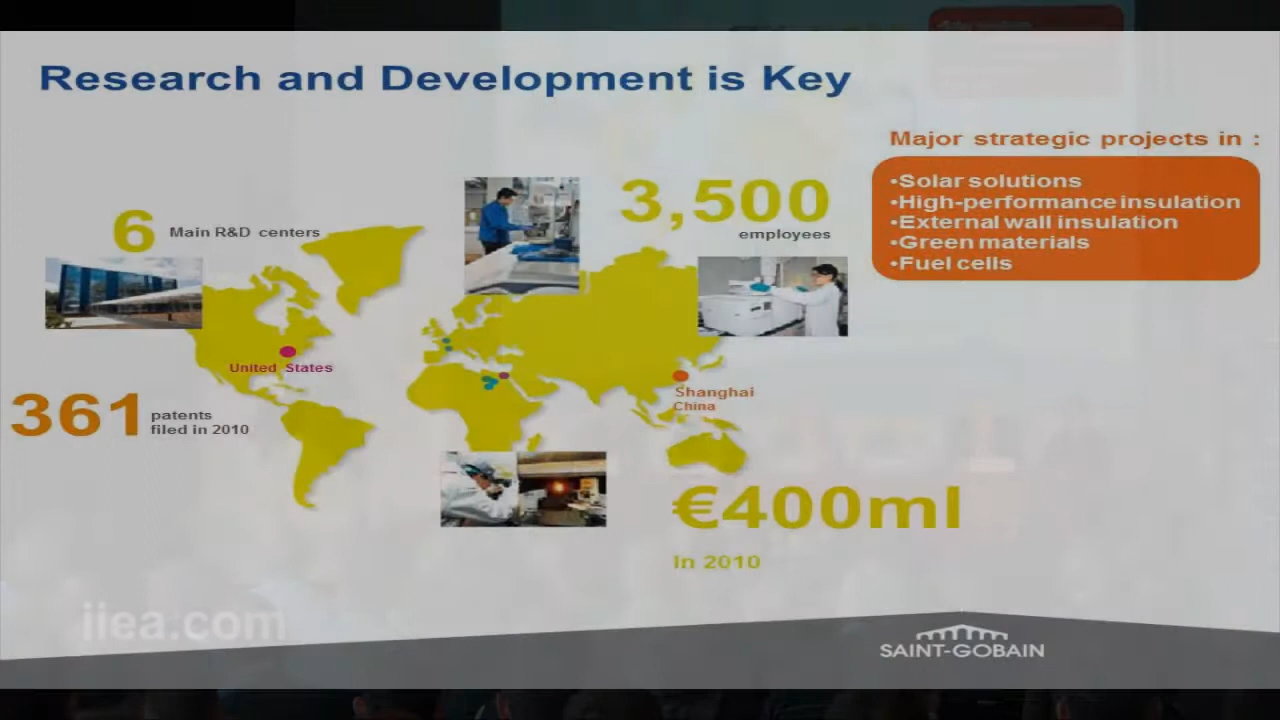 Research and Development is Key
Major strategic projects in :
•Solar solutions
•High-performance insulation
•External wall insulation
•Green materials
•Fuel cells
3,500
employees
6 Main R&D centers
United States
361 patents
filed in 2010
Shanghai
China
€400ml
In 2010
iiea.com
SAINT-GOBAIN